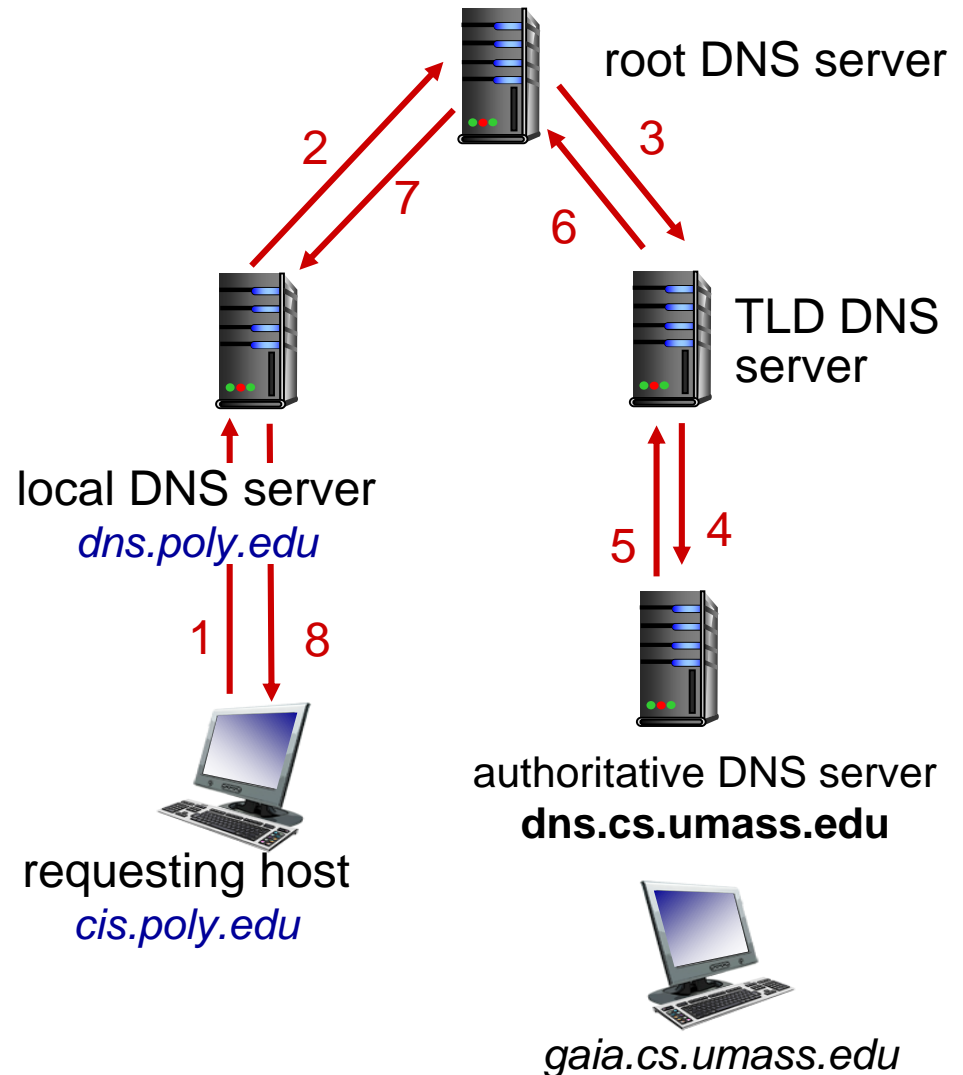 root DNS server
2
3
7
6
TLD DNS
server
local DNS server
dns.poly.edu
5
4
1
8
authoritative DNS server
dns.cs.umass.edu
requesting host
cis.poly.edu
gaia.cs.umass.edu